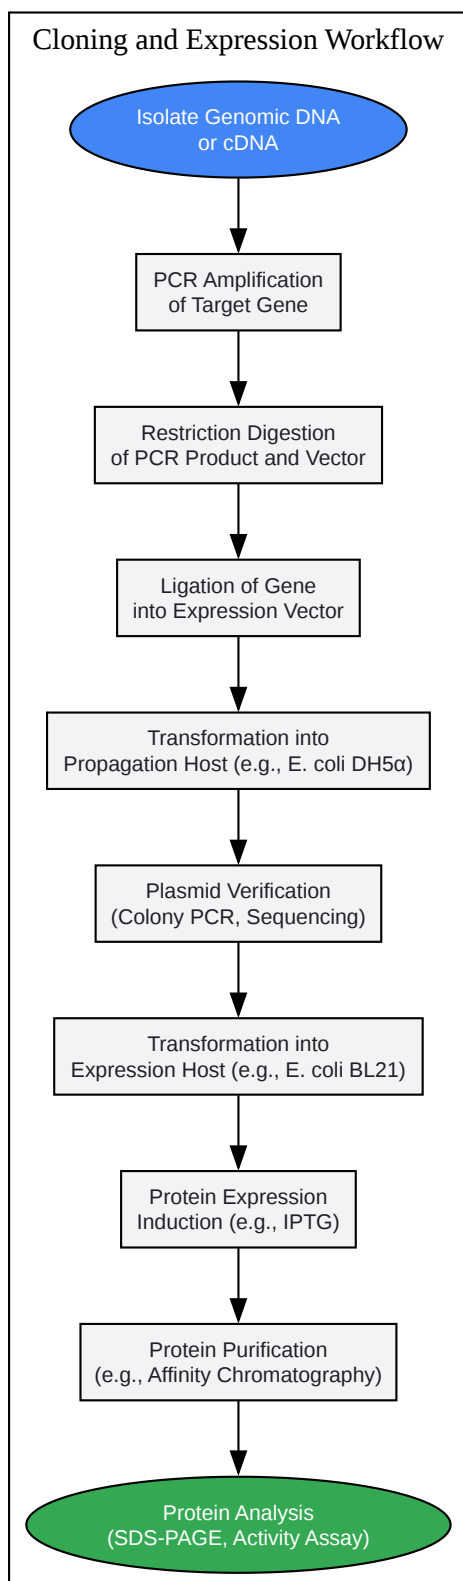 Cloning and Expression Workflow
Isolate Genomic DNA
or cDNA
PCR Amplification
of Target Gene
Restriction Digestion
of PCR Product and Vector
Ligation of Gene
into Expression Vector
Transformation into
Propagation Host (e.g., E. coli DH5α)
Plasmid Verification
(Colony PCR, Sequencing)
Transformation into
Expression Host (e.g., E. coli BL21)
Protein Expression
Induction (e.g., IPTG)
Protein Purification
(e.g., Affinity Chromatography)
Protein Analysis
(SDS-PAGE, Activity Assay)